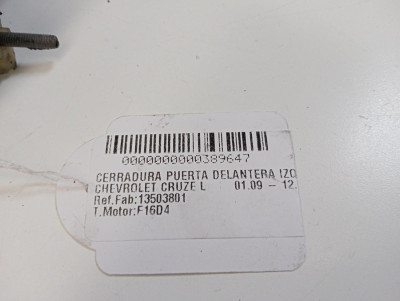 0000000000389647
CERRADURA PUERTA DELANTERA IZQ
CHEVROLET CRUZE L 01.09 - 12.
Ref.Fab:13503801
T.Motor:F16D4